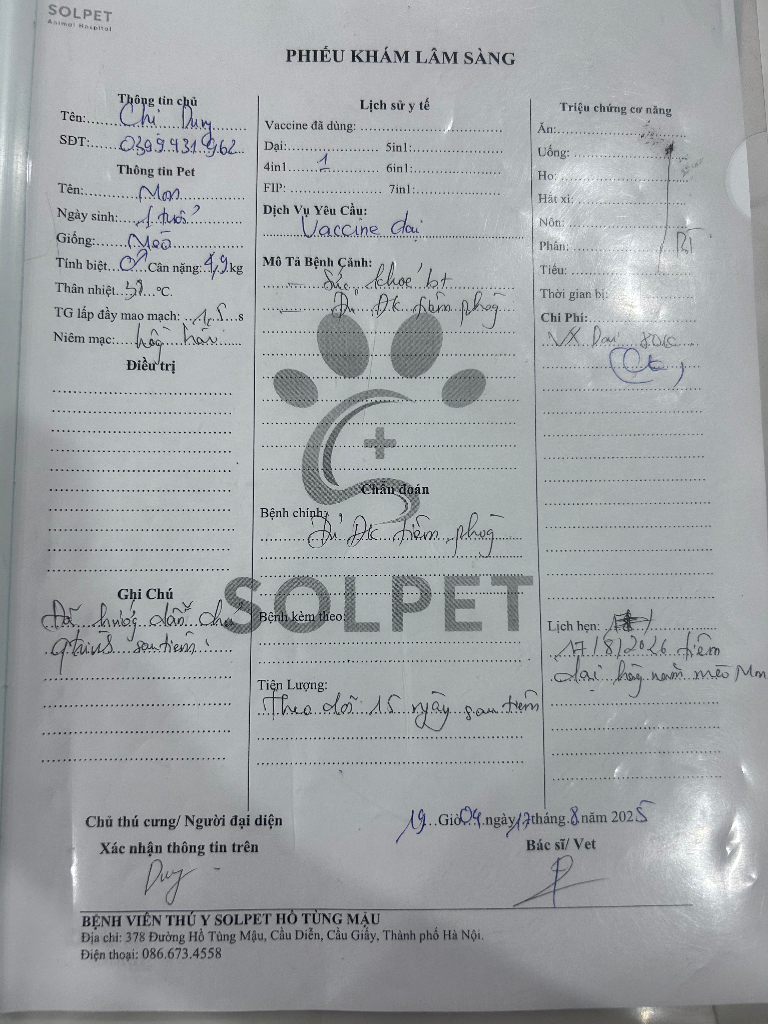 SOLPET
Animal Hospital
PHIẾU KHÁM LÂM SÀNG
Thông tin chủ
Tên: Chị Duy
SĐT: 0399.431.962
Thông tin Pet
Tên: Mon
Ngày sinh: 1 tuổi
Giống: Mèo
Tính biệt ♂ Cân nặng: 4,9 kg
Thân nhiệt 38 °C.
TG lấp đầy mao mạch: 1,5 s
Niêm mạc: hồng hào
Điều trị
Ghi Chú
Đã hướng dẫn chú
sau tiêm
Lịch sử y tế
Vaccine đã dùng:
Dại: 5in1:
4in1 1 6in1:
FIP: 7in1:
Dịch Vụ Yêu Cầu:
Vaccine dại
Mô Tả Bệnh Cảnh:
- Sức khoẻ bt
- Đủ ĐK tiêm phòng
Chẩn đoán
Bệnh chính:
Đủ ĐK tiêm phòng
SOLPET
Bệnh kèm theo:
Tiên Lượng:
Theo dõi 15 ngày sau tiêm
Triệu chứng cơ năng
Ăn:
Uống:
Ho:
Hắt xì:
Nôn:
Phân: BT
Tiểu:
Thời gian bị:
Chi Phí:
VX Dại
Lịch hẹn:
17/8/2026 tiêm
dại hàng năm mèo Mon
19 Giờ 04 ngày 17 tháng 8 năm 2025
Chủ thú cưng/ Người đại diện
Xác nhận thông tin trên
Duy
Bác sĩ/ Vet
BỆNH VIỆN THÚ Y SOLPET HỒ TÙNG MẬU
Địa chỉ: 378 Đường Hồ Tùng Mậu, Cầu Diễn, Cầu Giấy, Thành phố Hà Nội.
Điện thoại: 086.673.4558